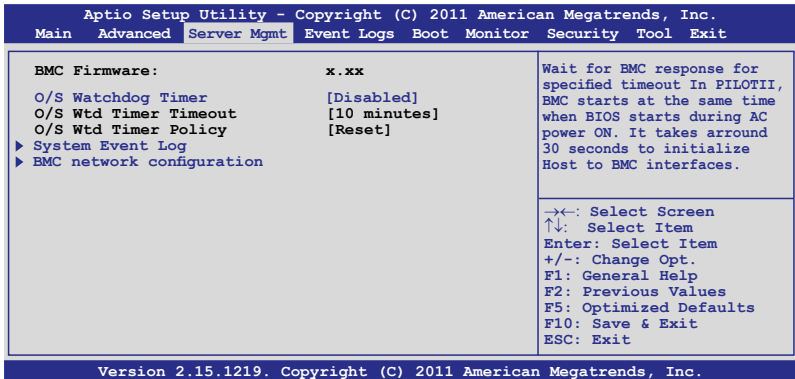 Aptio Setup Utility - Copyright (C) 2011 American Megatrends, Inc.
Main Advanced Server Mgmt Event Logs Boot Monitor Security Tool Exit
BMC Firmware: x.xx
O/S Watchdog Timer [Disabled]
O/S Wtd Timer Timeout [10 minutes]
O/S Wtd Timer Policy [Reset]
System Event Log
BMC network configuration
Wait for BMC response for
specified timeout In PILOTII,
BMC starts at the same time
when BIOS starts during AC
power ON. It takes arround
30 seconds to initialize
Host to BMC interfaces.
→←: Select Screen
↑↓: Select Item
Enter: Select Item
+/-: Change Opt.
F1: General Help
F2: Previous Values
F5: Optimized Defaults
F10: Save & Exit
ESC: Exit
Version 2.15.1219. Copyright (C) 2011 American Megatrends, Inc.